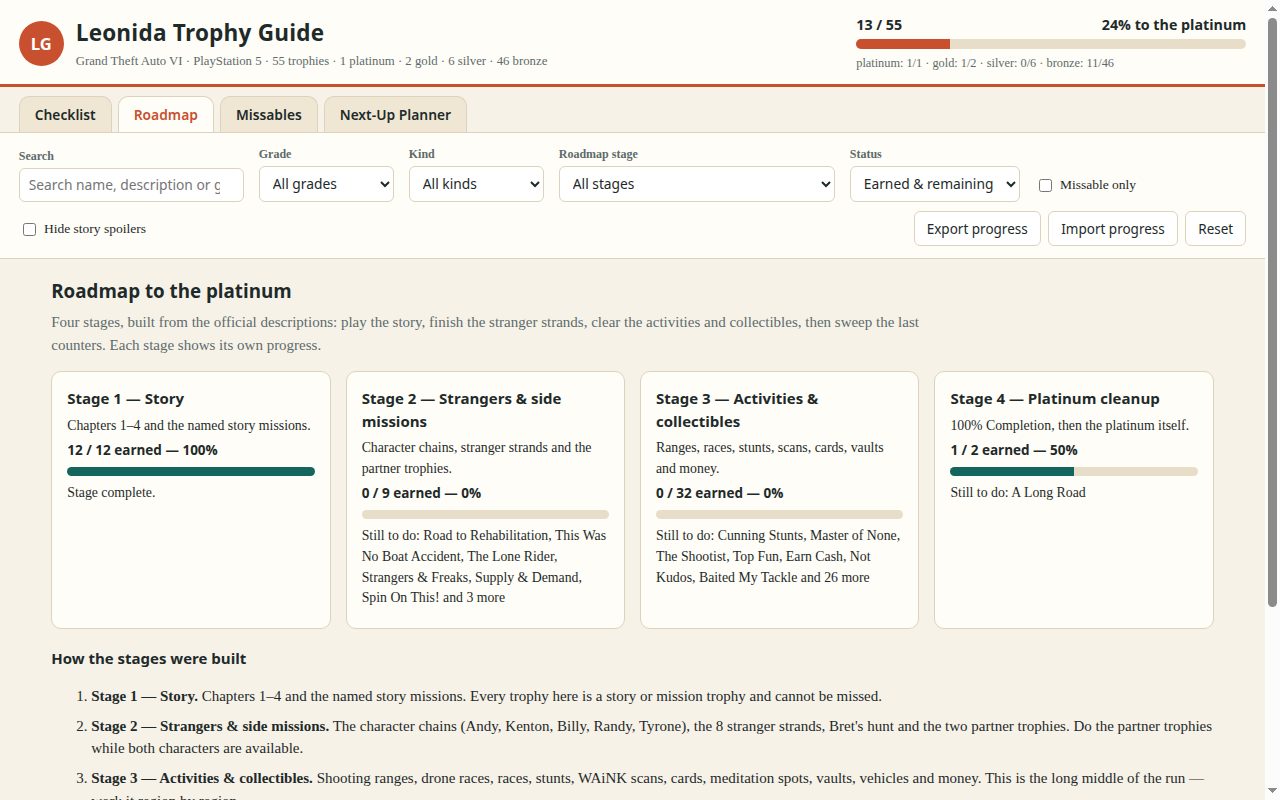 LG
Leonida Trophy Guide
Grand Theft Auto VI · PlayStation 5 · 55 trophies · 1 platinum · 2 gold · 6 silver · 46 bronze
13 / 55
24% to the platinum
platinum: 1/1 · gold: 1/2 · silver: 0/6 · bronze: 11/46
Checklist
Roadmap
Missables
Next-Up Planner
Search
Search name, description or g
Grade
All grades
Kind
All kinds
Roadmap stage
All stages
Status
Earned & remaining
Missable only
Hide story spoilers
Export progress
Import progress
Reset
Roadmap to the platinum
Four stages, built from the official descriptions: play the story, finish the stranger strands, clear the activities and collectibles, then sweep the last
counters. Each stage shows its own progress.
Stage 1 — Story
Chapters 1–4 and the named story missions.
12 / 12 earned — 100%
Stage complete.
Stage 2 — Strangers & side
missions
Character chains, stranger strands and the
partner trophies.
0 / 9 earned — 0%
Still to do: Road to Rehabilitation, This Was
No Boat Accident, The Lone Rider,
Strangers & Freaks, Supply & Demand,
Spin On This! and 3 more
Stage 3 — Activities &
collectibles
Ranges, races, stunts, scans, cards, vaults
and money.
0 / 32 earned — 0%
Still to do: Cunning Stunts, Master of None,
The Shootist, Top Fun, Earn Cash, Not
Kudos, Baited My Tackle and 26 more
Stage 4 — Platinum cleanup
100% Completion, then the platinum itself.
1 / 2 earned — 50%
Still to do: A Long Road
How the stages were built
1. Stage 1 — Story. Chapters 1–4 and the named story missions. Every trophy here is a story or mission trophy and cannot be missed.
2. Stage 2 — Strangers & side missions. The character chains (Andy, Kenton, Billy, Randy, Tyrone), the 8 stranger strands, Bret's hunt and the two partner trophies. Do the partner trophies
while both characters are available.
3. Stage 3 — Activities & collectibles. Shooting ranges, drone races, races, stunts, WAiNK scans, cards, meditation spots, vaults, vehicles and money. This is the long middle of the run —
work it region by region.